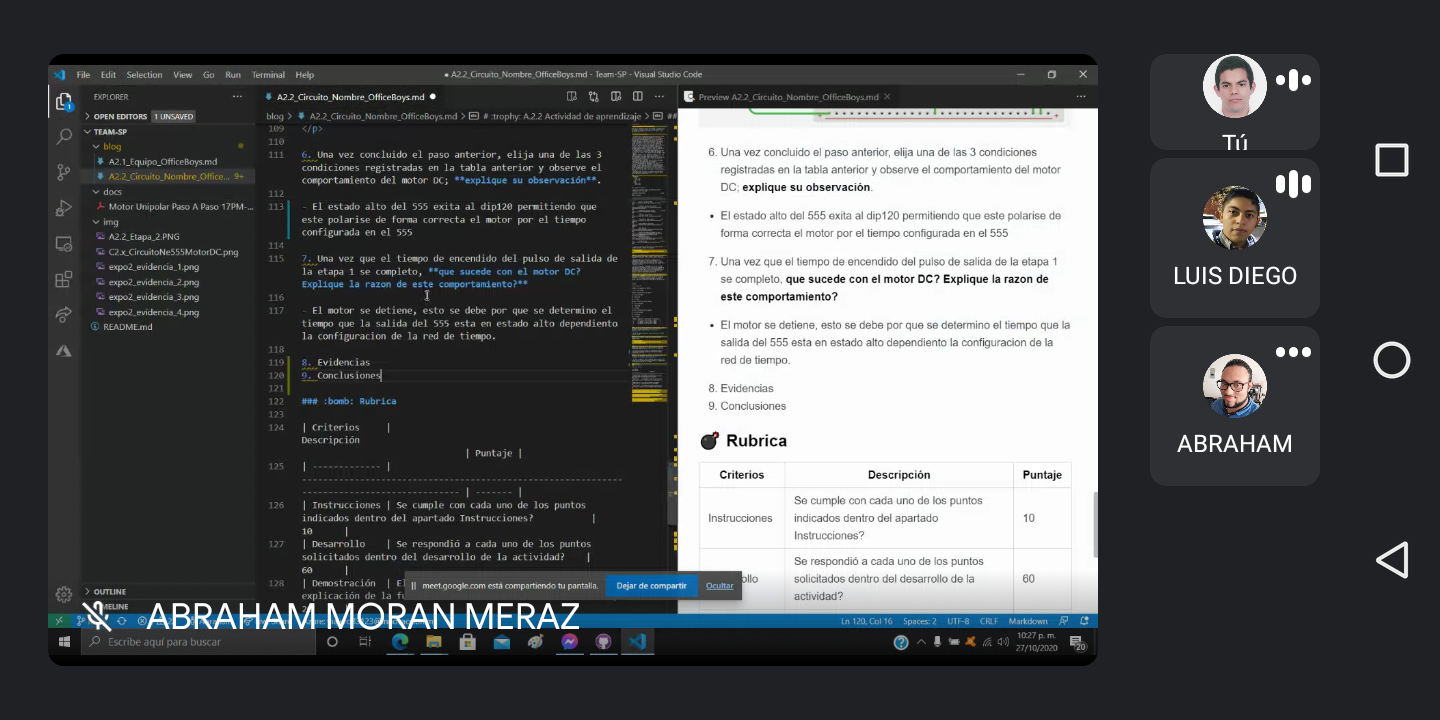 File Edit Selection View Go Run Terminal Help
● A2.2_Circuito_Nombre_OfficeBoys.md - Team-SP - Visual Studio Code
EXPLORER
OPEN EDITORS 1 UNSAVED
TEAM-SP
blog
A2.1_Equipo_OfficeBoys.md
A2.2_Circuito_Nombre_Office... 9+
docs
Motor Unipolar Paso A Paso 17PM-...
img
A2.2_Etapa_2.PNG
C2.x_CircuitoNe555MotorDC.png
expo2_evidencia_1.png
expo2_evidencia_2.png
expo2_evidencia_3.png
expo2_evidencia_4.png
README.md
OUTLINE
A2.2_Circuito_Nombre_OfficeBoys.md ●
blog > A2.2_Circuito_Nombre_OfficeBoys.md > # :trophy: A.2.2 Actividad de aprendizaje > ##
109 </p>
110
111 6. Una vez concluido el paso anterior, elija una de las 3
condiciones registradas en la tabla anterior y observe el
comportamiento del motor DC; **explique su observación**.
112
113 - El estado alto del 555 exita al dip120 permitiendo que
este polarise de forma correcta el motor por el tiempo
configurada en el 555
114
115 7. Una vez que el tiempo de encendido del pulso de salida de
la etapa 1 se completo, **que sucede con el motor DC?
Explique la razon de este comportamiento?**
116
117 - El motor se detiene, esto se debe por que se determino el
tiempo que la salida del 555 esta en estado alto dependiento
la configuracion de la red de tiempo.
118
119 8. Evidencias
120 9. Conclusiones
121
122 ### :bomb: Rubrica
123
124 | Criterios |
Descripción
| Puntaje |
125 | ------------- |
-------------------------------------------------------
--------------------------- | ------- |
126 | Instrucciones | Se cumple con cada uno de los puntos
indicados dentro del apartado Instrucciones? |
10 |
127 | Desarrollo | Se respondió a cada uno de los puntos
solicitados dentro del desarrollo de la actividad? |
60 |
128 | Demostración | El
explicación de la
Preview A2.2_Circuito_Nombre_OfficeBoys.md
6. Una vez concluido el paso anterior, elija una de las 3 condiciones
registradas en la tabla anterior y observe el comportamiento del motor
DC; explique su observación.
• El estado alto del 555 exita al dip120 permitiendo que este polarise de
forma correcta el motor por el tiempo configurada en el 555
7. Una vez que el tiempo de encendido del pulso de salida de la etapa 1
se completo, que sucede con el motor DC? Explique la razon de
este comportamiento?
• El motor se detiene, esto se debe por que se determino el tiempo que la
salida del 555 esta en estado alto dependiento la configuracion de la
red de tiempo.
8. Evidencias
9. Conclusiones
Rubrica
Criterios Descripción Puntaje
Instrucciones Se cumple con cada uno de los puntos
indicados dentro del apartado 10
Instrucciones?
Se respondió a cada uno de los puntos
solicitados dentro del desarrollo de la 60
actividad?
meet.google.com está compartiendo tu pantalla. Dejar de compartir Ocultar
ABRAHAM MORAN MERAZ
Ln 120, Col 16 Spaces: 2 UTF-8 CRLF Markdown
Escribe aquí para buscar
10:27 p. m.
27/10/2020
20
Tú
LUIS DIEGO
ABRAHAM